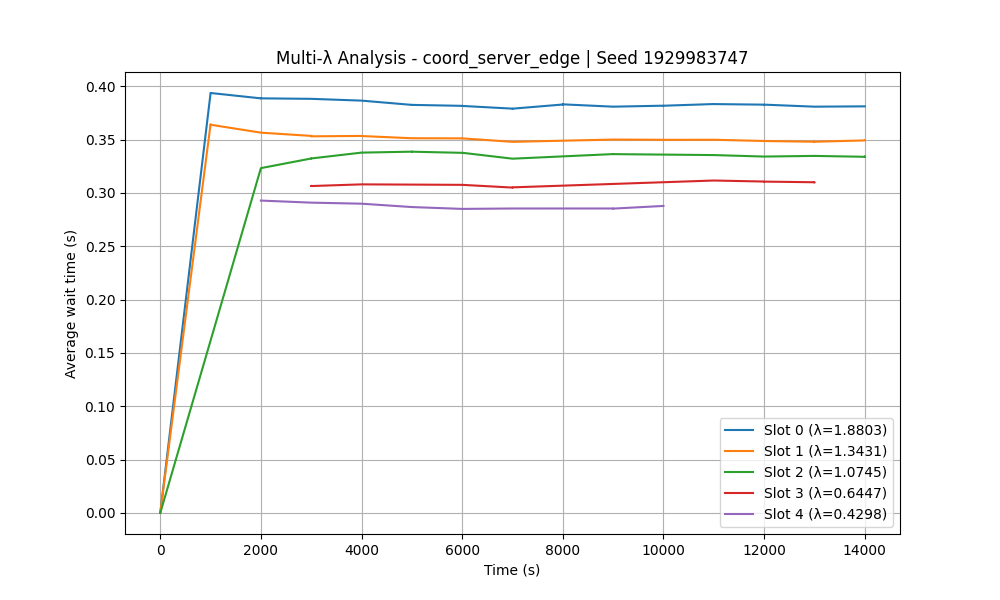 Multi-λ Analysis - coord_server_edge | Seed 1929983747
Average wait time (s)
0.40
0.35
0.30
0.25
0.20
0.15
0.10
0.05
0.00
Slot 0 (λ=1.8803)
Slot 1 (λ=1.3431)
Slot 2 (λ=1.0745)
Slot 3 (λ=0.6447)
Slot 4 (λ=0.4298)
0 2000 4000 6000 8000 10000 12000 14000
Time (s)